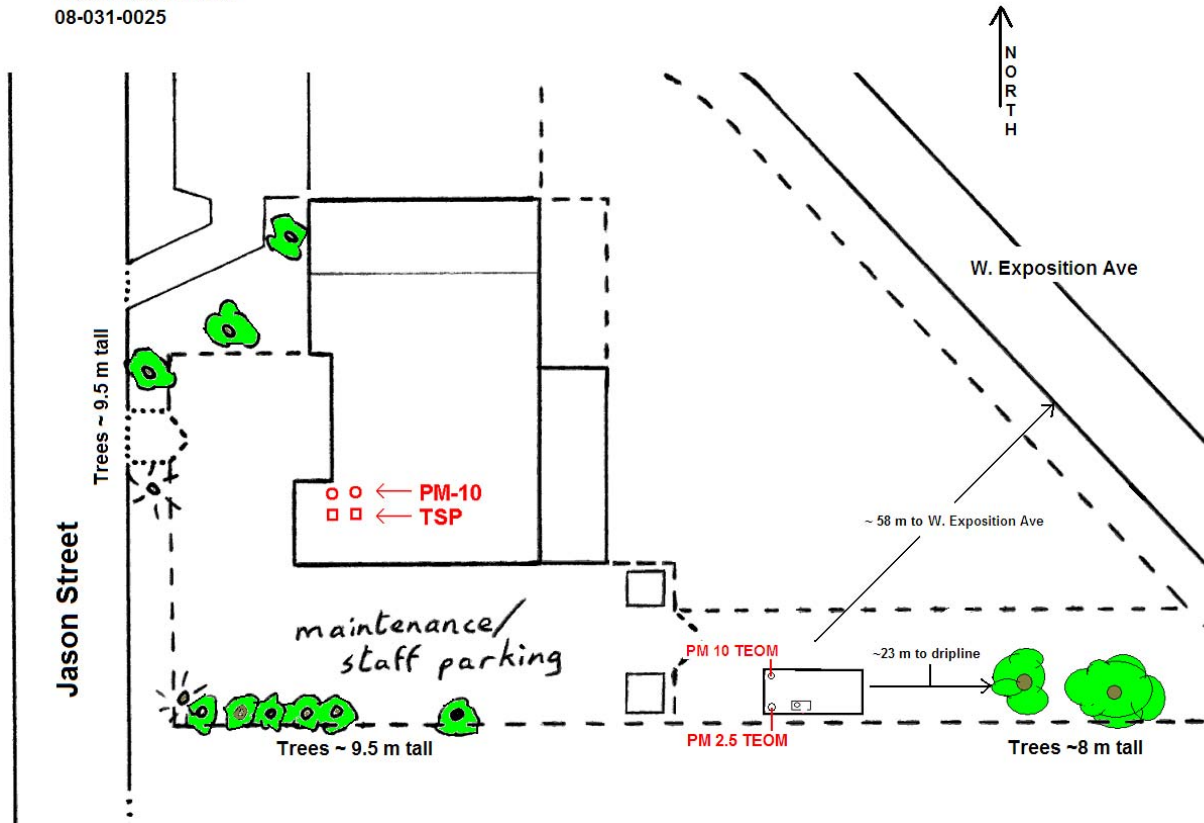 08-031-0025
NORTH
W. Exposition Ave
Trees ~ 9.5 m tall
PM-10
TSP
~ 58 m to W. Exposition Ave
Jason Street
maintenance/
staff parking
PM 10 TEOM
~23 m to dripline
PM 2.5 TEOM
Trees ~ 9.5 m tall
Trees ~8 m tall